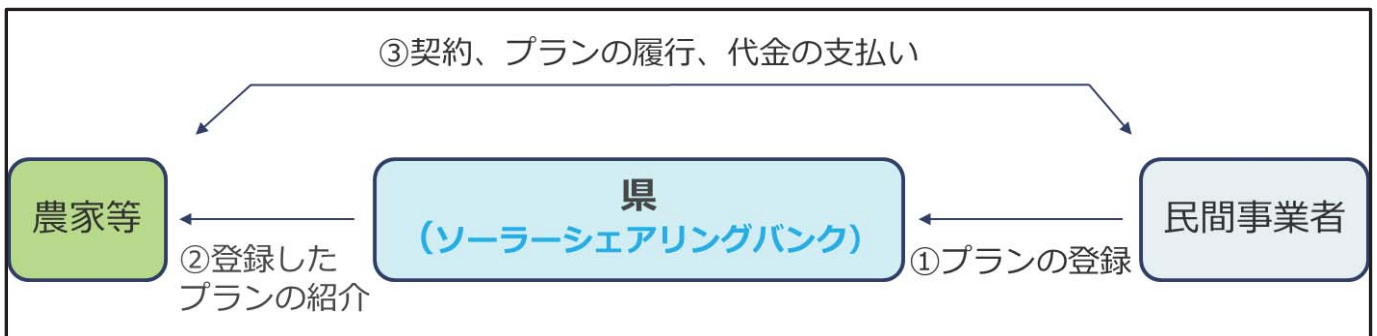 ③契約、プランの履行、代金の支払い
農家等
県
（ソーラーシェアリングバンク）
民間事業者
②登録した
プランの紹介
①プランの登録